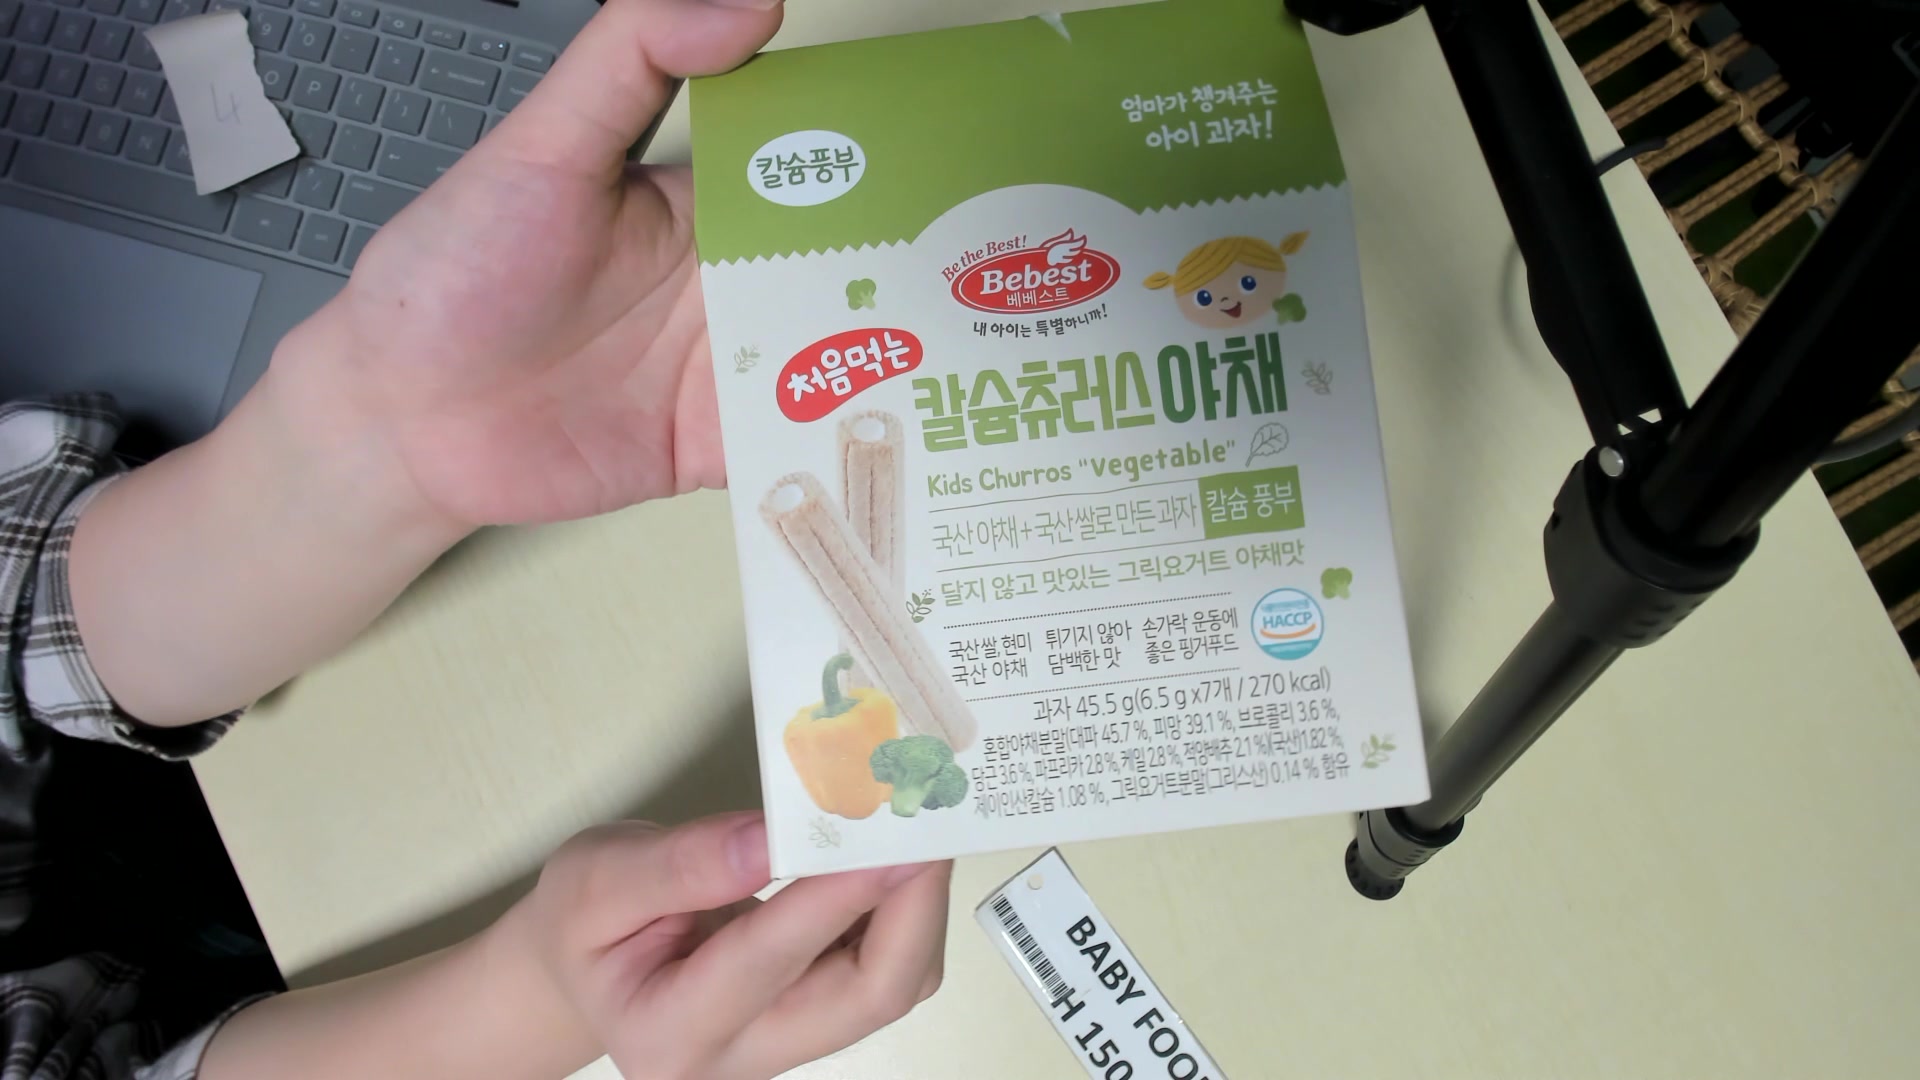 4
엄마가 챙겨주는
아이 과자!
칼슘풍부
Be the Best!
Bebest
베베스트
내 아이는 특별하니까!
처음먹는
칼슘츄러스야채
Kids Churros "Vegetable"
국산 야채+국산쌀로만든과자 칼슘 풍부
달지 않고 맛있는 그릭요거트 야채맛
국산쌀, 현미 튀기지 않아 손가락 운동에
국산 야채 담백한 맛 좋은 핑거푸드
HACCP
과자 45.5 g(6.5 g x7개 / 270 kcal)
혼합야채분말(대파 45.7 %, 피망 39.1 %, 브로콜리 3.6 %,
당근 3.6%, 파프리카 2.8%, 케일 2.8%, 적양배추 2.1 %)(국산)1.82 %,
제이인산칼슘 1.08 %, 그릭요거트분말(그리스산) 0.14 % 함유
BABY FOO
H 150